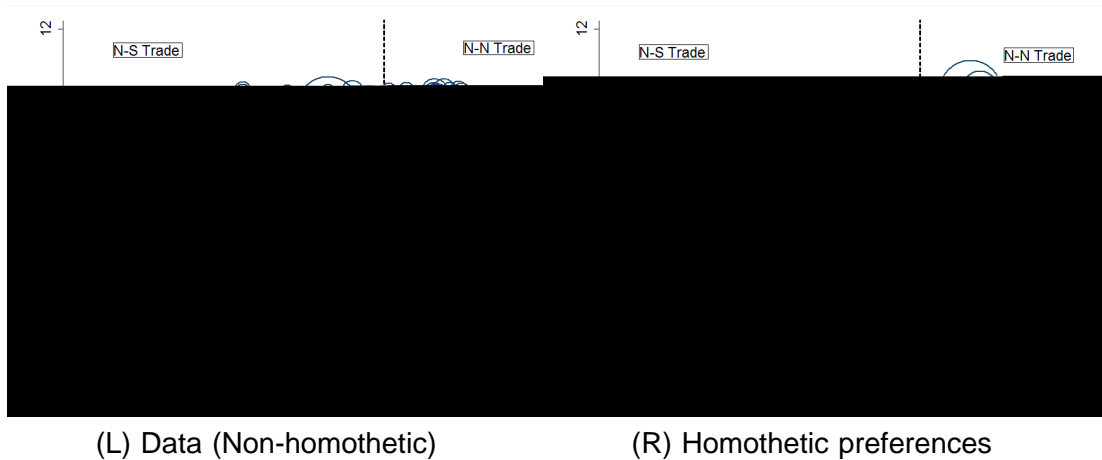 12
N-S Trade
N-N Trade
12
N-S Trade
N-N Trade
(L) Data (Non-homothetic)
(R) Homothetic preferences